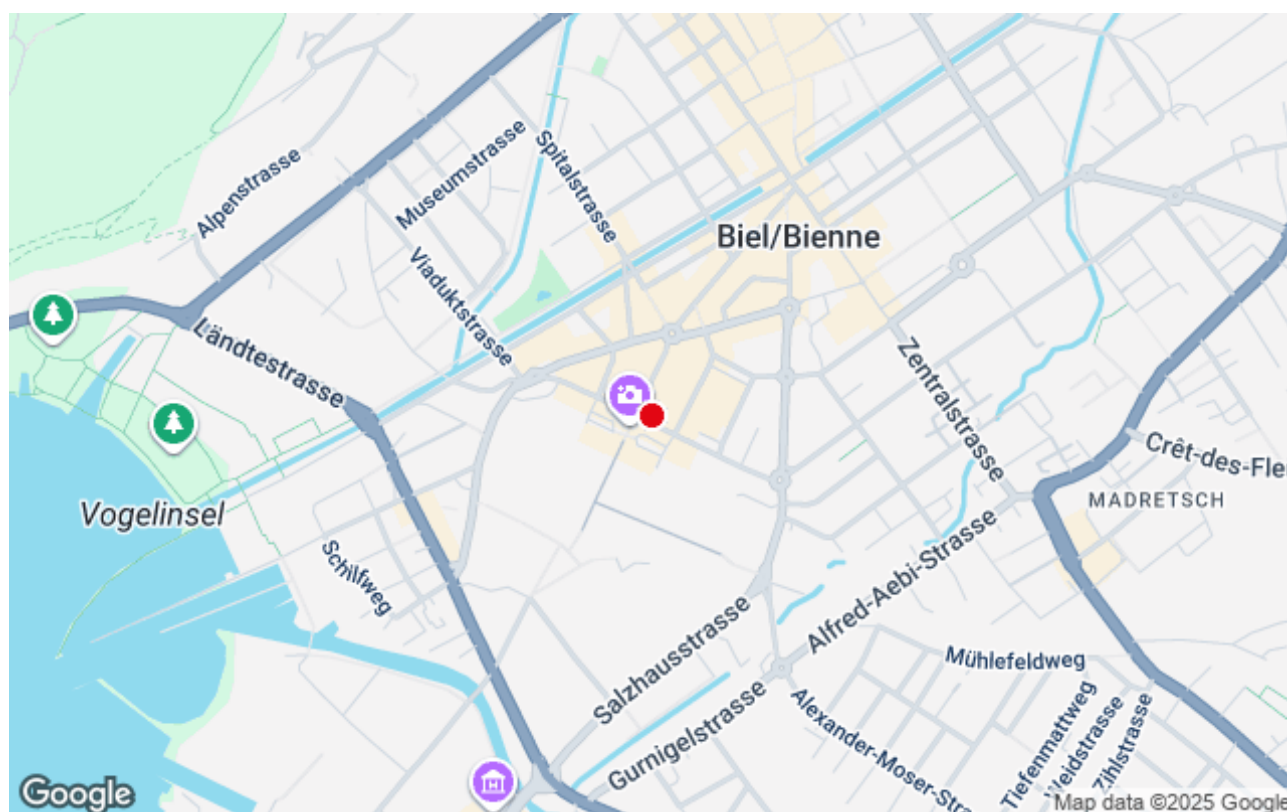 Alpenstrasse
Museumstrasse
Spitalstrasse
Biel/Bienne
Viaduktstrasse
Ländtestrasse
Zentralstrasse
Crêt-des-Fle
MADRETSCH
Vogelinsel
Schilfweg
Alfred-Aebi-Strasse
Salzhausstrasse
Mühlefeldweg
Gurnigelstrasse
Alexander-Moser-Str
Tiefenmattweg
Weidstrasse
Zihlstrasse
H
Google
Map data ©2025 Google